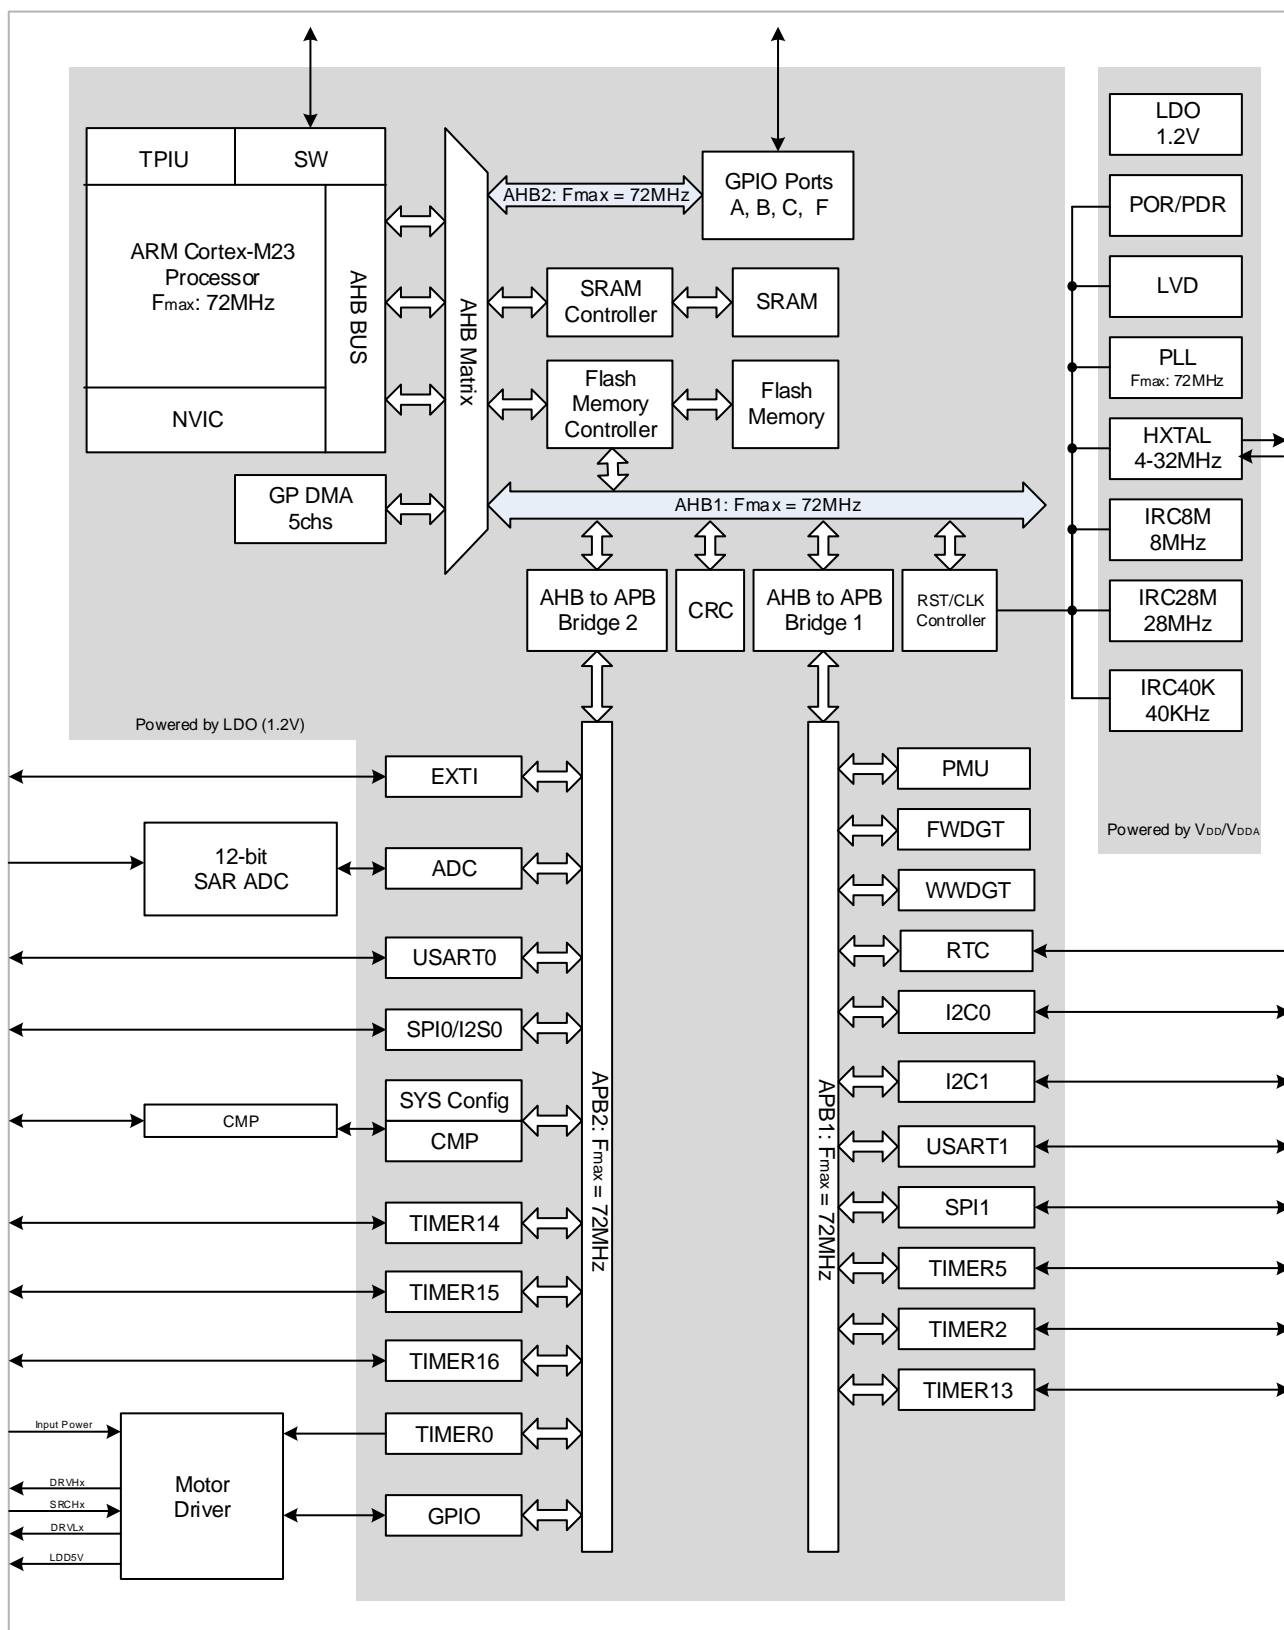 TPIU
SW
ARM Cortex-M23
Processor
Fmax: 72MHz
AHB BUS
NVIC
GP DMA
5chs
AHB Matrix
AHB2: Fmax = 72MHz
GPIO Ports
A, B, C, F
SRAM
Controller
SRAM
Flash
Memory
Controller
Flash
Memory
AHB1: Fmax = 72MHz
AHB to APB
Bridge 2
CRC
AHB to APB
Bridge 1
RST/CLK
Controller
LDO
1.2V
POR/PDR
LVD
PLL
Fmax: 72MHz
HXTAL
4-32MHz
IRC8M
8MHz
IRC28M
28MHz
IRC40K
40KHz
Powered by VDD/VDDA
Powered by LDO (1.2V)
EXTI
12-bit
SAR ADC
ADC
USART0
SPI0/I2S0
CMP
SYS Config
CMP
TIMER14
TIMER15
TIMER16
TIMER0
GPIO
Input Power
DRVHx
SRCHx
DRVLx
LDD5V
Motor
Driver
APB2: Fmax = 72MHz
APB1: Fmax = 72MHz
PMU
FWDGT
WWDGT
RTC
I2C0
I2C1
USART1
SPI1
TIMER5
TIMER2
TIMER13